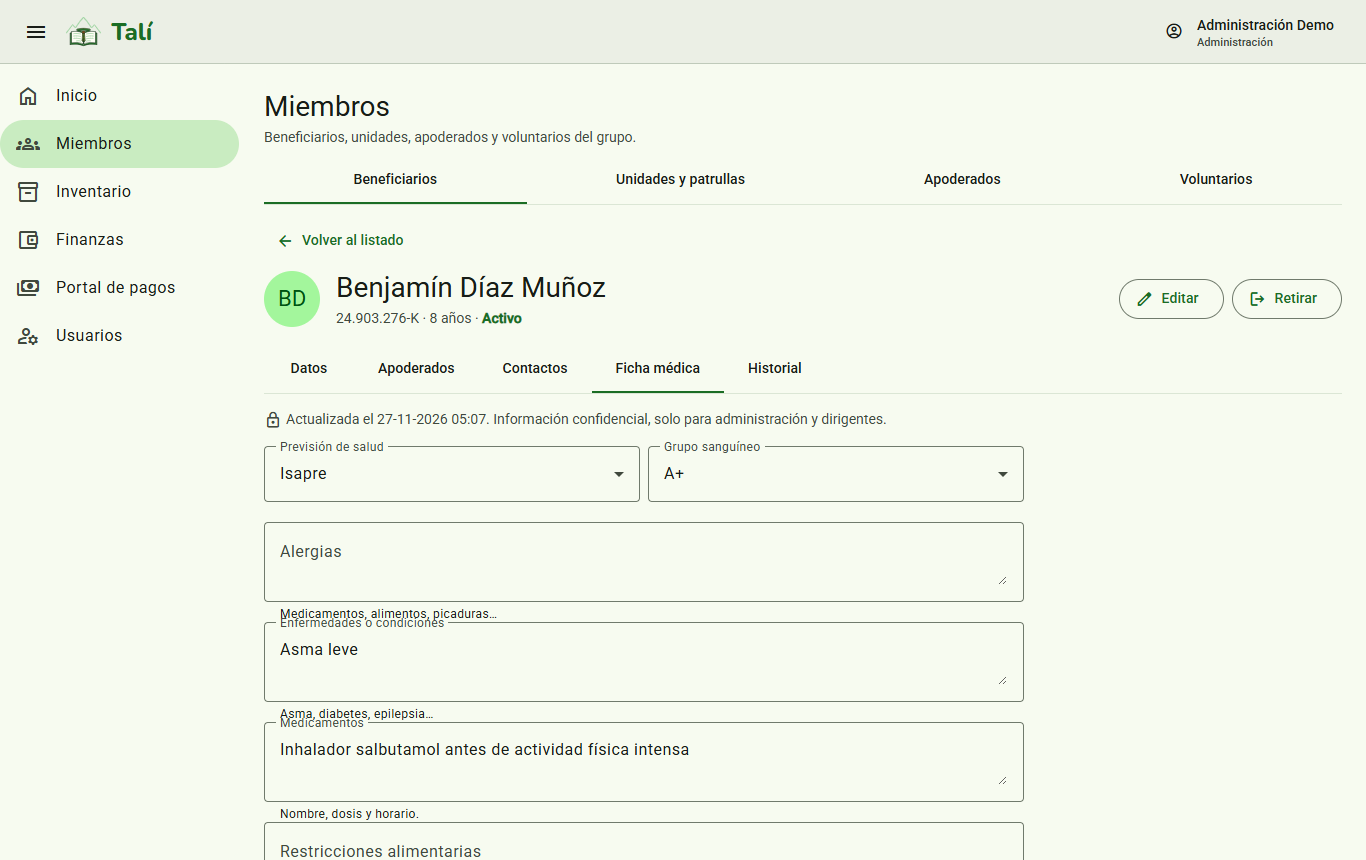 Talí
Administración Demo
Administración
Inicio
Miembros
Inventario
Finanzas
Portal de pagos
Usuarios
Miembros
Beneficiarios, unidades, apoderados y voluntarios del grupo.
Beneficiarios
Unidades y patrullas
Apoderados
Voluntarios
Volver al listado
BD
Benjamín Díaz Muñoz
24.903.276-K · 8 años · Activo
Editar
Retirar
Datos
Apoderados
Contactos
Ficha médica
Historial
Actualizada el 27-11-2026 05:07. Información confidencial, solo para administración y dirigentes.
Previsión de salud
Isapre
Grupo sanguíneo
A+
Alergias
Medicamentos, alimentos, picaduras…
Enfermedades o condiciones
Asma leve
Asma, diabetes, epilepsia…
Medicamentos
Inhalador salbutamol antes de actividad física intensa
Nombre, dosis y horario.
Restricciones alimentarias